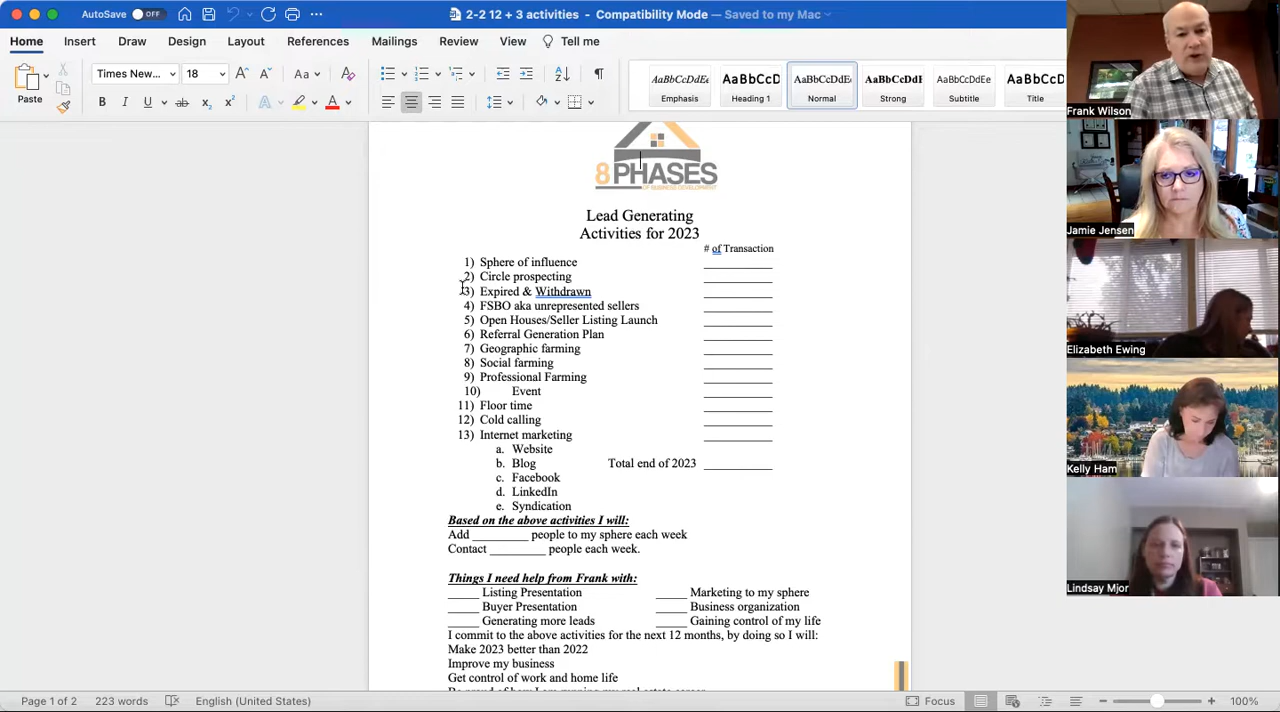 AutoSave OFF 2-2 12 + 3 activities - Compatibility Mode — Saved to my Mac
Home Insert Draw Design Layout References Mailings Review View Tell me
Paste Times New... 18 Aa
AaBbCcDdEe AaBbCcD AaBbCcDdE AaBbCcDdI AaBbCcDdEe AaBbCc
Emphasis Heading 1 Normal Strong Subtitle Title
8PHASES
OF BUSINESS DEVELOPMENT
Lead Generating
Activities for 2023
# of Transaction
1) Sphere of influence
2) Circle prospecting
3) Expired & Withdrawn
4) FSBO aka unrepresented sellers
5) Open Houses/Seller Listing Launch
6) Referral Generation Plan
7) Geographic farming
8) Social farming
9) Professional Farming
10) Event
11) Floor time
12) Cold calling
13) Internet marketing
a. Website
b. Blog Total end of 2023
c. Facebook
d. LinkedIn
e. Syndication
Based on the above activities I will:
Add __________ people to my sphere each week
Contact __________ people each week.
Things I need help from Frank with:
_____ Listing Presentation _____ Marketing to my sphere
_____ Buyer Presentation _____ Business organization
_____ Generating more leads _____ Gaining control of my life
I commit to the above activities for the next 12 months, by doing so I will:
Make 2023 better than 2022
Improve my business
Get control of work and home life
Page 1 of 2 223 words English (United States) Focus 100%
Frank Wilson
Jamie Jensen
Elizabeth Ewing
Kelly Ham
Lindsay Mjor